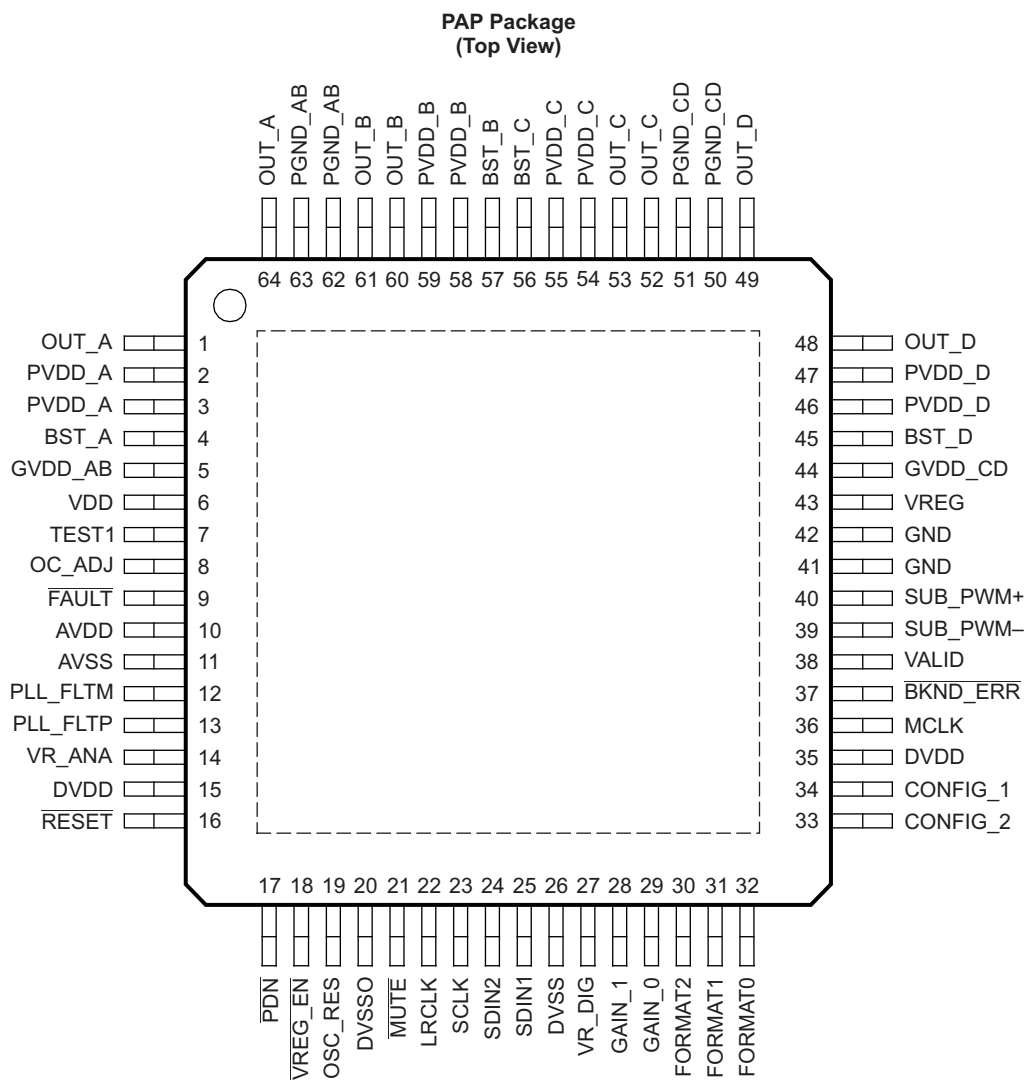 PAP Package
(Top View)
OUT_A
PGND_AB
PGND_AB
OUT_B
OUT_B
PVDD_B
PVDD_B
BST_B
BST_C
PVDD_C
PVDD_C
OUT_C
OUT_C
PGND_CD
PGND_CD
OUT_D
64 63 62 61 60 59 58 57 56 55 54 53 52 51 50 49
OUT_A 1
PVDD_A 2
PVDD_A 3
BST_A 4
GVDD_AB 5
VDD 6
TEST1 7
OC_ADJ 8
FAULT 9
AVDD 10
AVSS 11
PLL_FLTM 12
PLL_FLTP 13
VR_ANA 14
DVDD 15
RESET 16
48 OUT_D
47 PVDD_D
46 PVDD_D
45 BST_D
44 GVDD_CD
43 VREG
42 GND
41 GND
40 SUB_PWM+
39 SUB_PWM–
38 VALID
37 BKND_ERR
36 MCLK
35 DVDD
34 CONFIG_1
33 CONFIG_2
17 18 19 20 21 22 23 24 25 26 27 28 29 30 31 32
PDN
VREG_EN
OSC_RES
DVSSO
MUTE
LRCLK
SCLK
SDIN2
SDIN1
DVSS
VR_DIG
GAIN_1
GAIN_0
FORMAT2
FORMAT1
FORMAT0